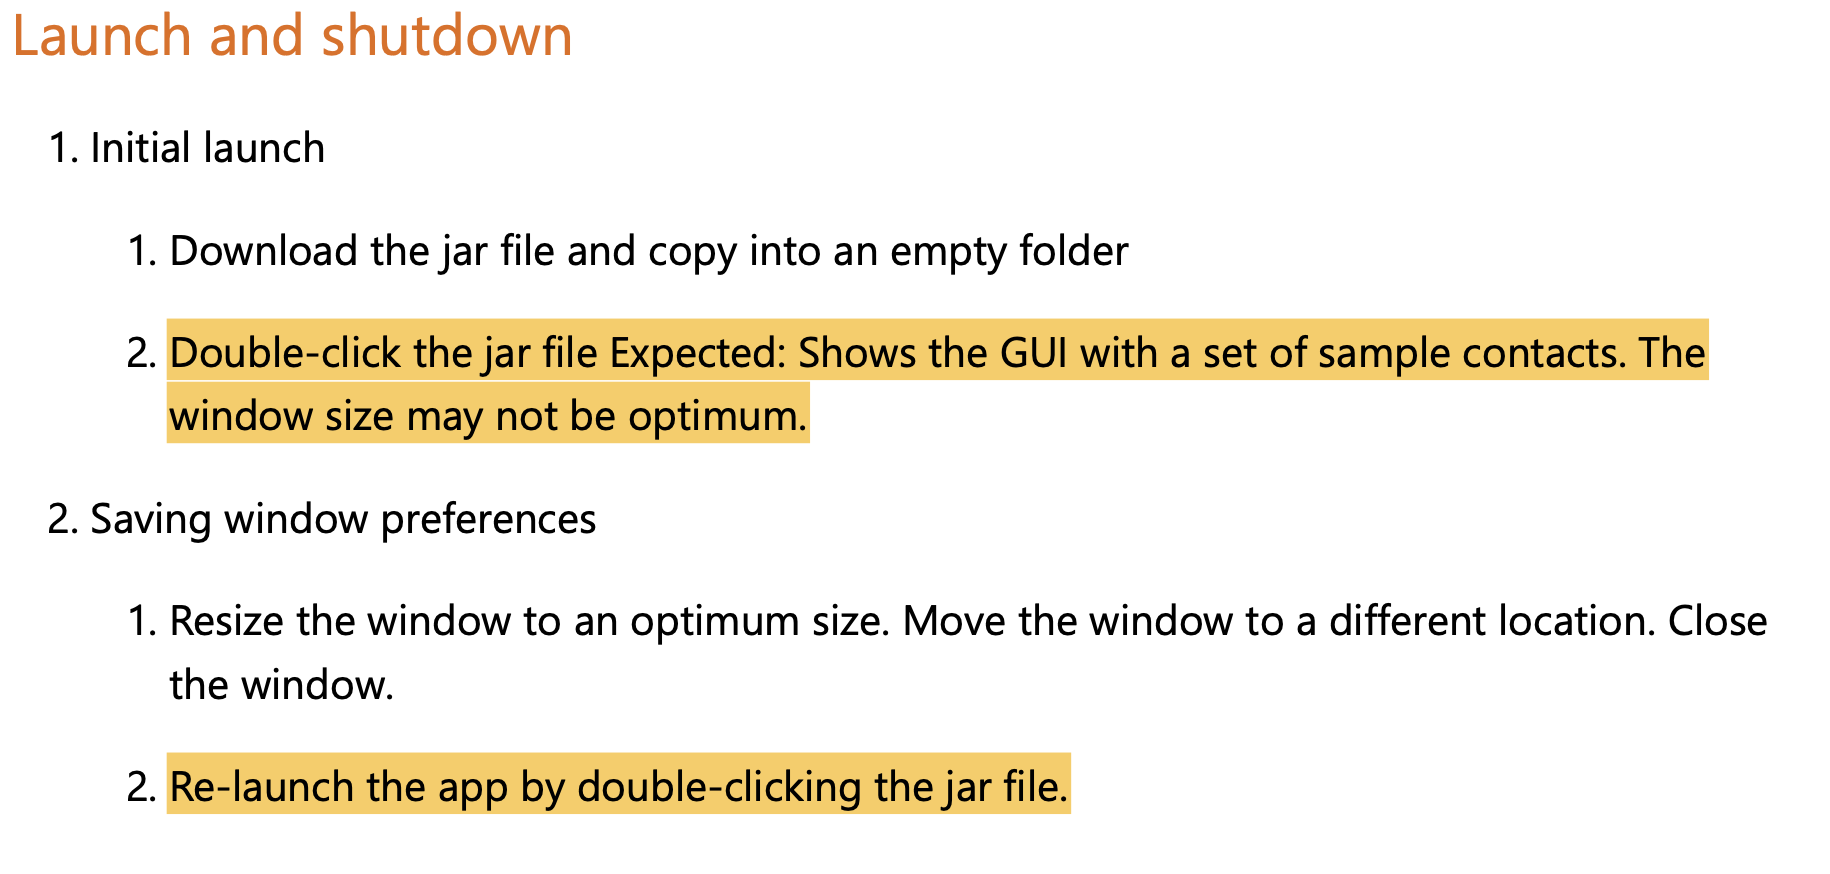 Launch and shutdown
1. Initial launch
1. Download the jar file and copy into an empty folder
2. Double-click the jar file Expected: Shows the GUI with a set of sample contacts. The
window size may not be optimum.
2. Saving window preferences
1. Resize the window to an optimum size. Move the window to a different location. Close
the window.
2. Re-launch the app by double-clicking the jar file.